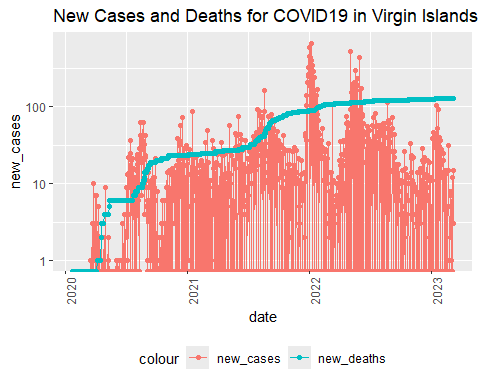 New Cases and Deaths for COVID19 in Virgin Islands
new_cases
100
10
1
2020
2021
2022
2023
date
colour
new_cases
new_deaths